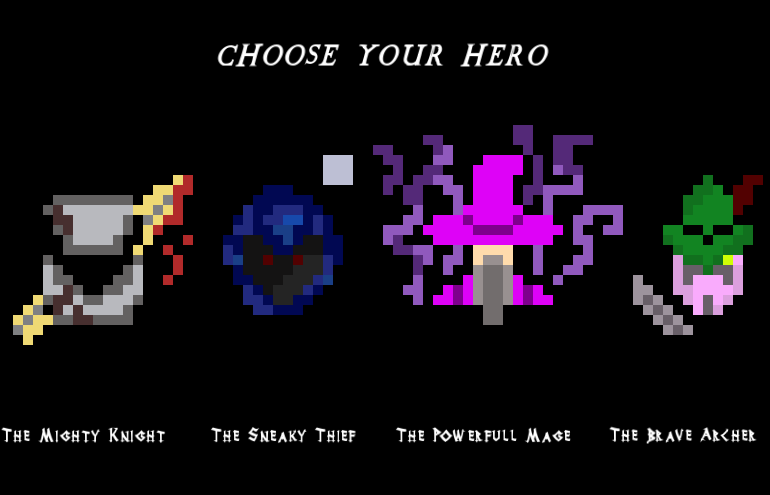 Choose your Hero
The Mighty Knight
The Sneaky Thief
The Powerfull Mage
The Brave Archer